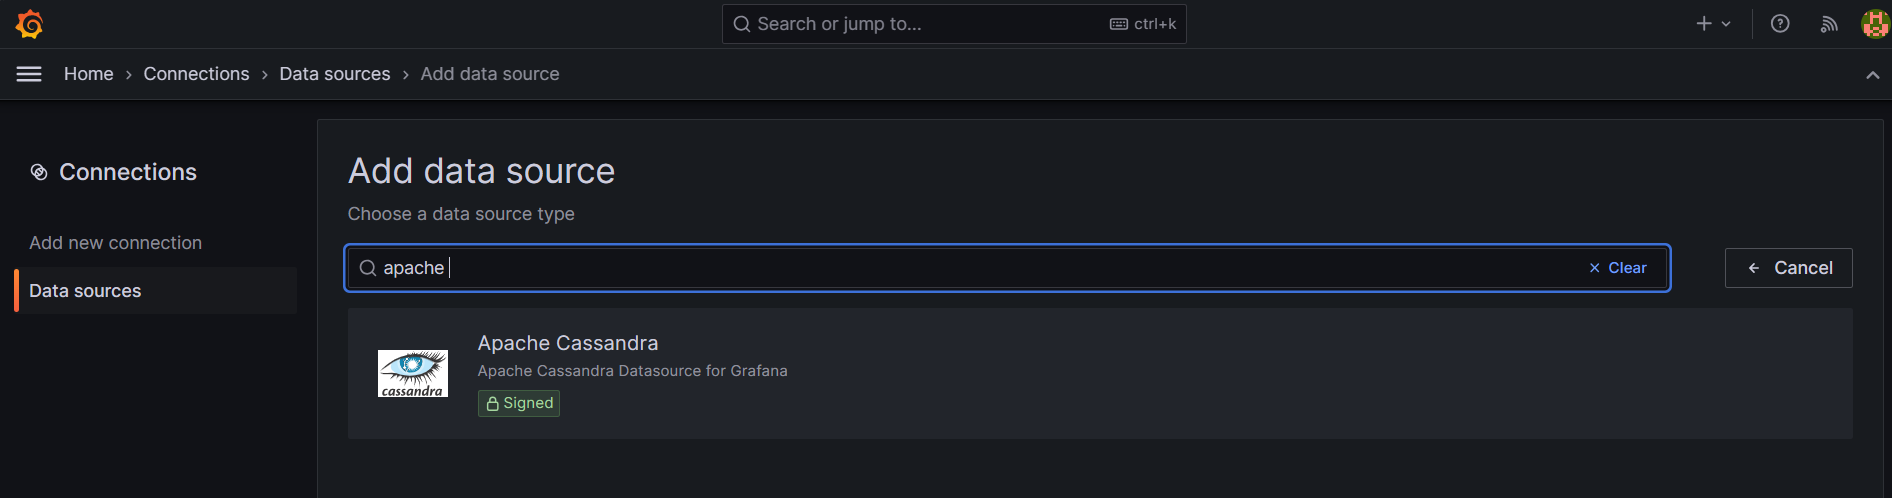 Search or jump to...
ctrl+k
Home › Connections › Data sources › Add data source
Connections
Add new connection
Data sources
Add data source
Choose a data source type
apache
Clear
Cancel
cassandra
Apache Cassandra
Apache Cassandra Datasource for Grafana
Signed